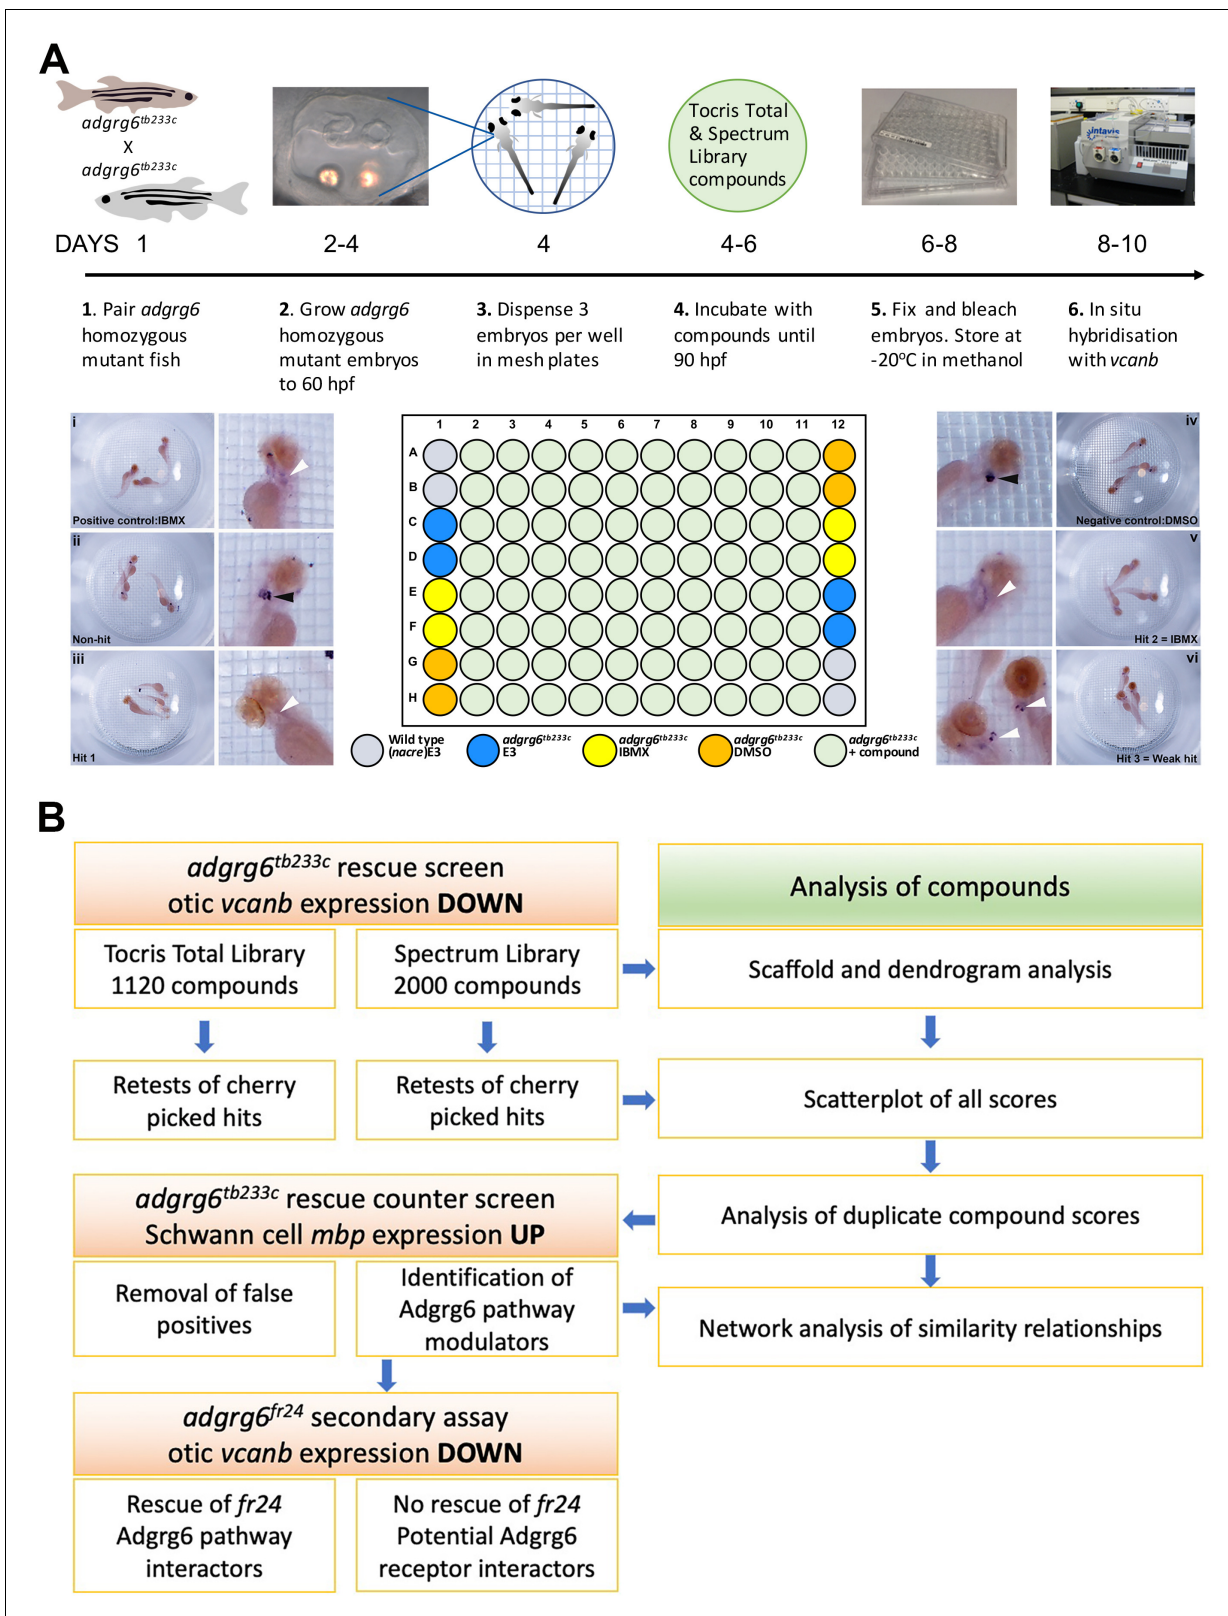 A
adgrg6tb233c
X
adgrg6tb233c
Tocris Total
& Spectrum
Library
compounds
intavis
DAYS 1
2-4
4
4-6
6-8
8-10
1. Pair adgrg6
homozygous
mutant fish
2. Grow adgrg6
homozygous
mutant embryos
to 60 hpf
3. Dispense 3
embryos per well
in mesh plates
4. Incubate with
compounds until
90 hpf
5. Fix and bleach
embryos. Store at
-20ºC in methanol
6. In situ
hybridisation
with vcanb
i
Positive control:IBMX
ii
Non-hit
iii
Hit 1
1 2 3 4 5 6 7 8 9 10 11 12
A
B
C
D
E
F
G
H
Wild type
(nacre)E3
adgrg6tb233c
E3
adgrg6tb233c
IBMX
adgrg6tb233c
DMSO
adgrg6tb233c
+ compound
iv
Negative control:DMSO
v
Hit 2 = IBMX
vi
Hit 3 = Weak hit
B
adgrg6tb233c rescue screen
otic vcanb expression DOWN
Tocris Total Library
1120 compounds
Spectrum Library
2000 compounds
Retests of cherry
picked hits
Retests of cherry
picked hits
adgrg6tb233c rescue counter screen
Schwann cell mbp expression UP
Removal of false
positives
Identification of
Adgrg6 pathway
modulators
adgrg6fr24 secondary assay
otic vcanb expression DOWN
Rescue of fr24
Adgrg6 pathway
interactors
No rescue of fr24
Potential Adgrg6
receptor interactors
Analysis of compounds
Scaffold and dendrogram analysis
Scatterplot of all scores
Analysis of duplicate compound scores
Network analysis of similarity relationships